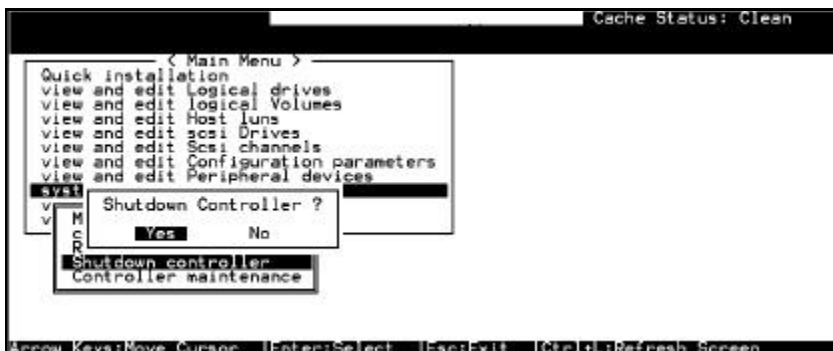 Cache Status: Clean
< Main Menu >
Quick installation
view and edit Logical drives
view and edit logical Volumes
view and edit Host luns
view and edit scsi Drives
view and edit Scsi channels
view and edit Configuration parameters
view and edit Peripheral devices
syst
v
v
Shutdown Controller ?
Yes No
M
c
R
Shutdown controller
Controller maintenance
Arrow Keys:Move Cursor |Enter:Select |Esc:Exit |Ctrl+L:Refresh Screen